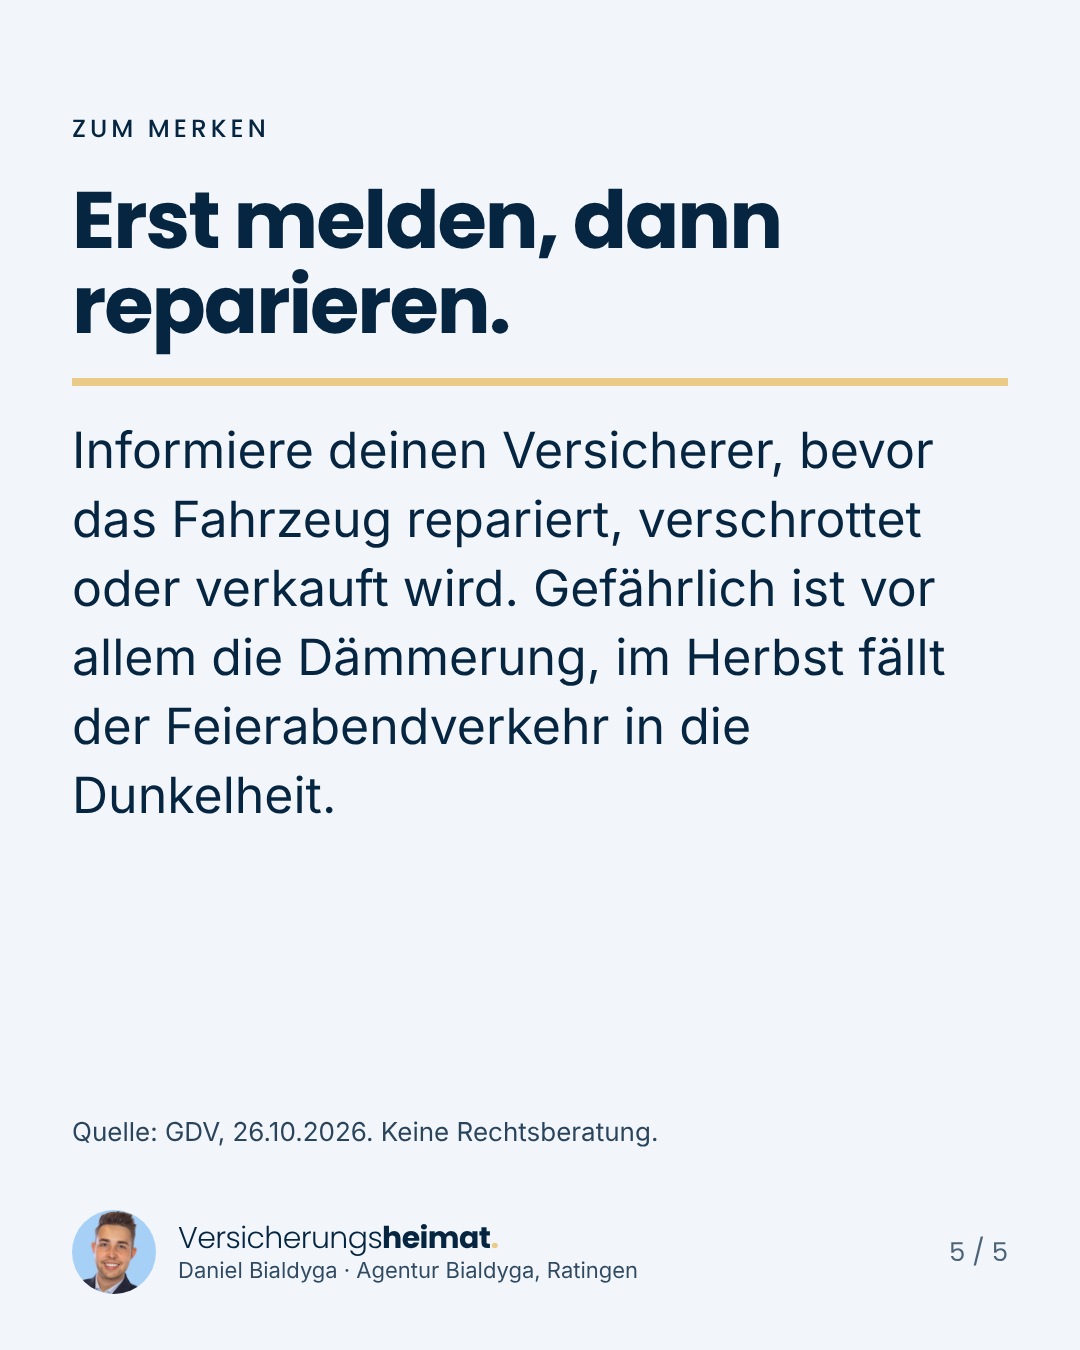 ZUM MERKEN
Erst melden, dann
reparieren.
Informiere deinen Versicherer, bevor
das Fahrzeug repariert, verschrottet
oder verkauft wird. Gefährlich ist vor
allem die Dämmerung, im Herbst fällt
der Feierabendverkehr in die
Dunkelheit.
Quelle: GDV, 26.10.2026. Keine Rechtsberatung.
Versicherungsheimat.
Daniel Bialdyga · Agentur Bialdyga, Ratingen
5 / 5